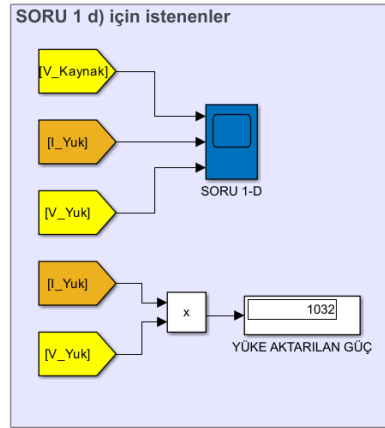 SORU 1 d) için istenenler
[V_Kaynak]
[I_Yuk]
[V_Yuk]
SORU 1-D
[I_Yuk]
[V_Yuk]
x
1032
YÜKE AKTARILAN GÜÇ